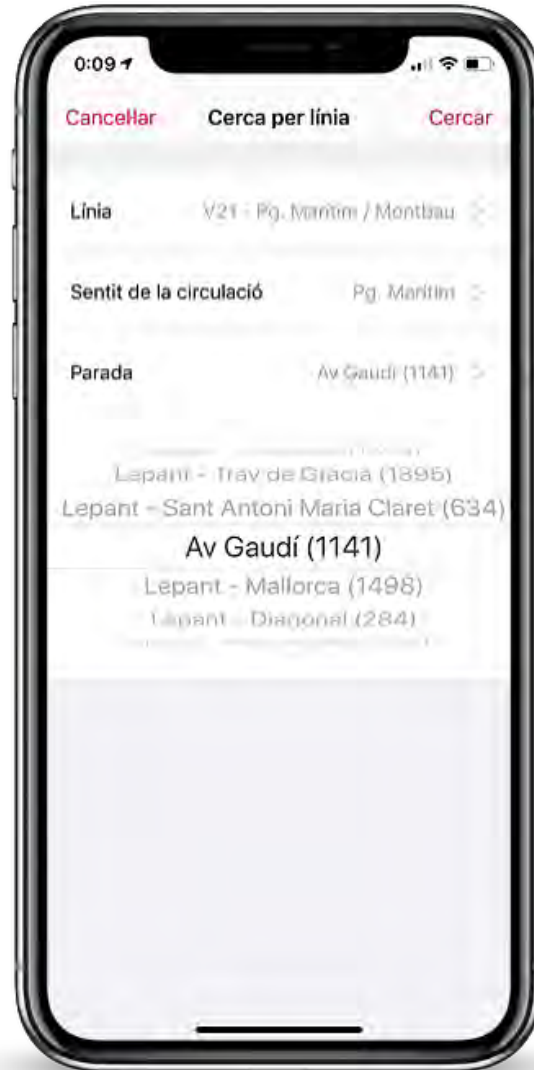 0:09
Cancel·lar Cerca per línia Cercar
Línia V21 - Pg. Marítim / Montbau >
Sentit de la circulació Pg. Marítim >
Parada Av Gaudí (1141) >
Lepant - Trav de Gràcia (1895)
Lepant - Sant Antoni Maria Claret (634)
Av Gaudí (1141)
Lepant - Mallorca (1498)
Lepant - Diagonal (284)